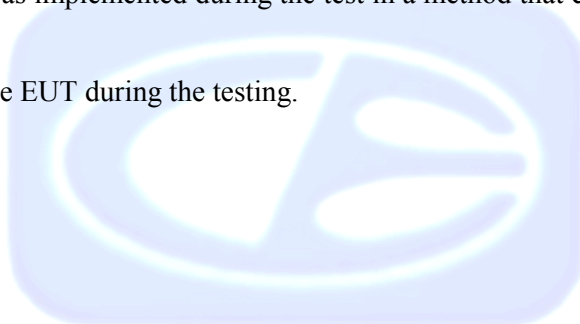 as implemented during the test in a method that
e EUT during the testing.